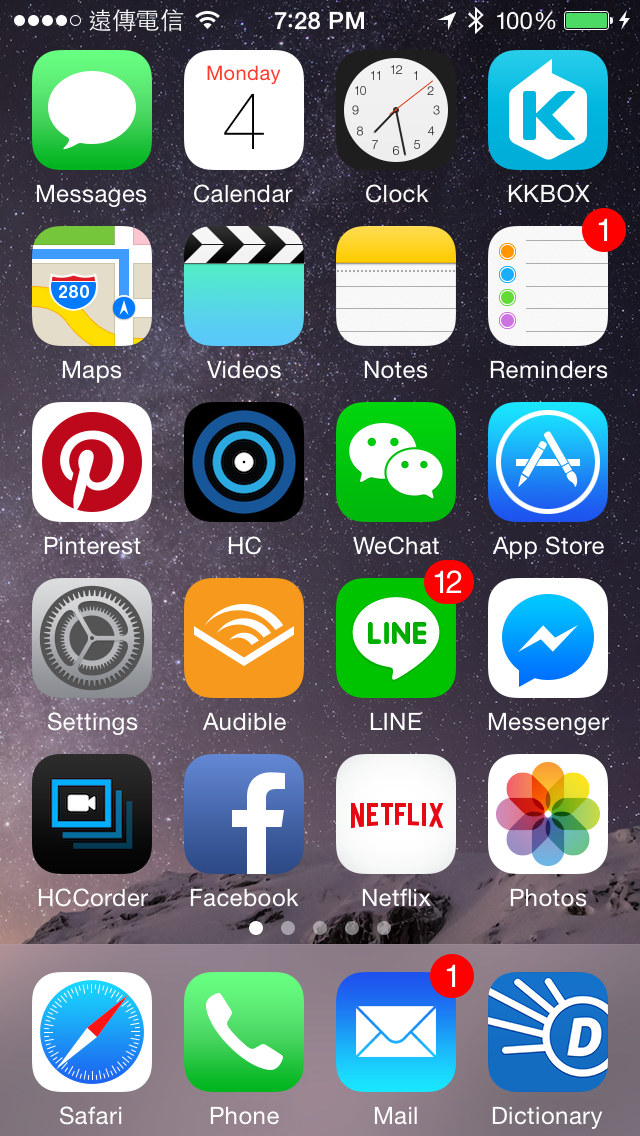 遠傳電信 7:28 PM 100%
Monday
4
12 1 2 3 4 5 6 7 8 9 10 11
K
Messages Calendar Clock KKBOX
280
1
Maps Videos Notes Reminders
Pinterest HC WeChat App Store
LINE
12
Settings Audible LINE Messenger
f
NETFLIX
HCCorder Facebook Netflix Photos
1
D
Safari Phone Mail Dictionary